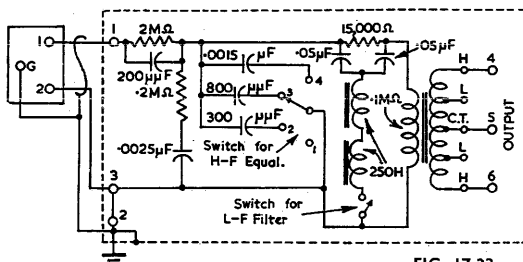 1
2MΩ
15,000Ω
1
G
2
200μμF
·2MΩ
·0025μF
·0015 μF
800 μμF
300 μμF
4
3
2
1
Switch for
H-F Equal.
·05μF
·05μF
·1MΩ
250H
Switch for
L-F Filter
H
L
C.T.
L
H
4
5
6
OUTPUT
3
2
FIG. 17.23